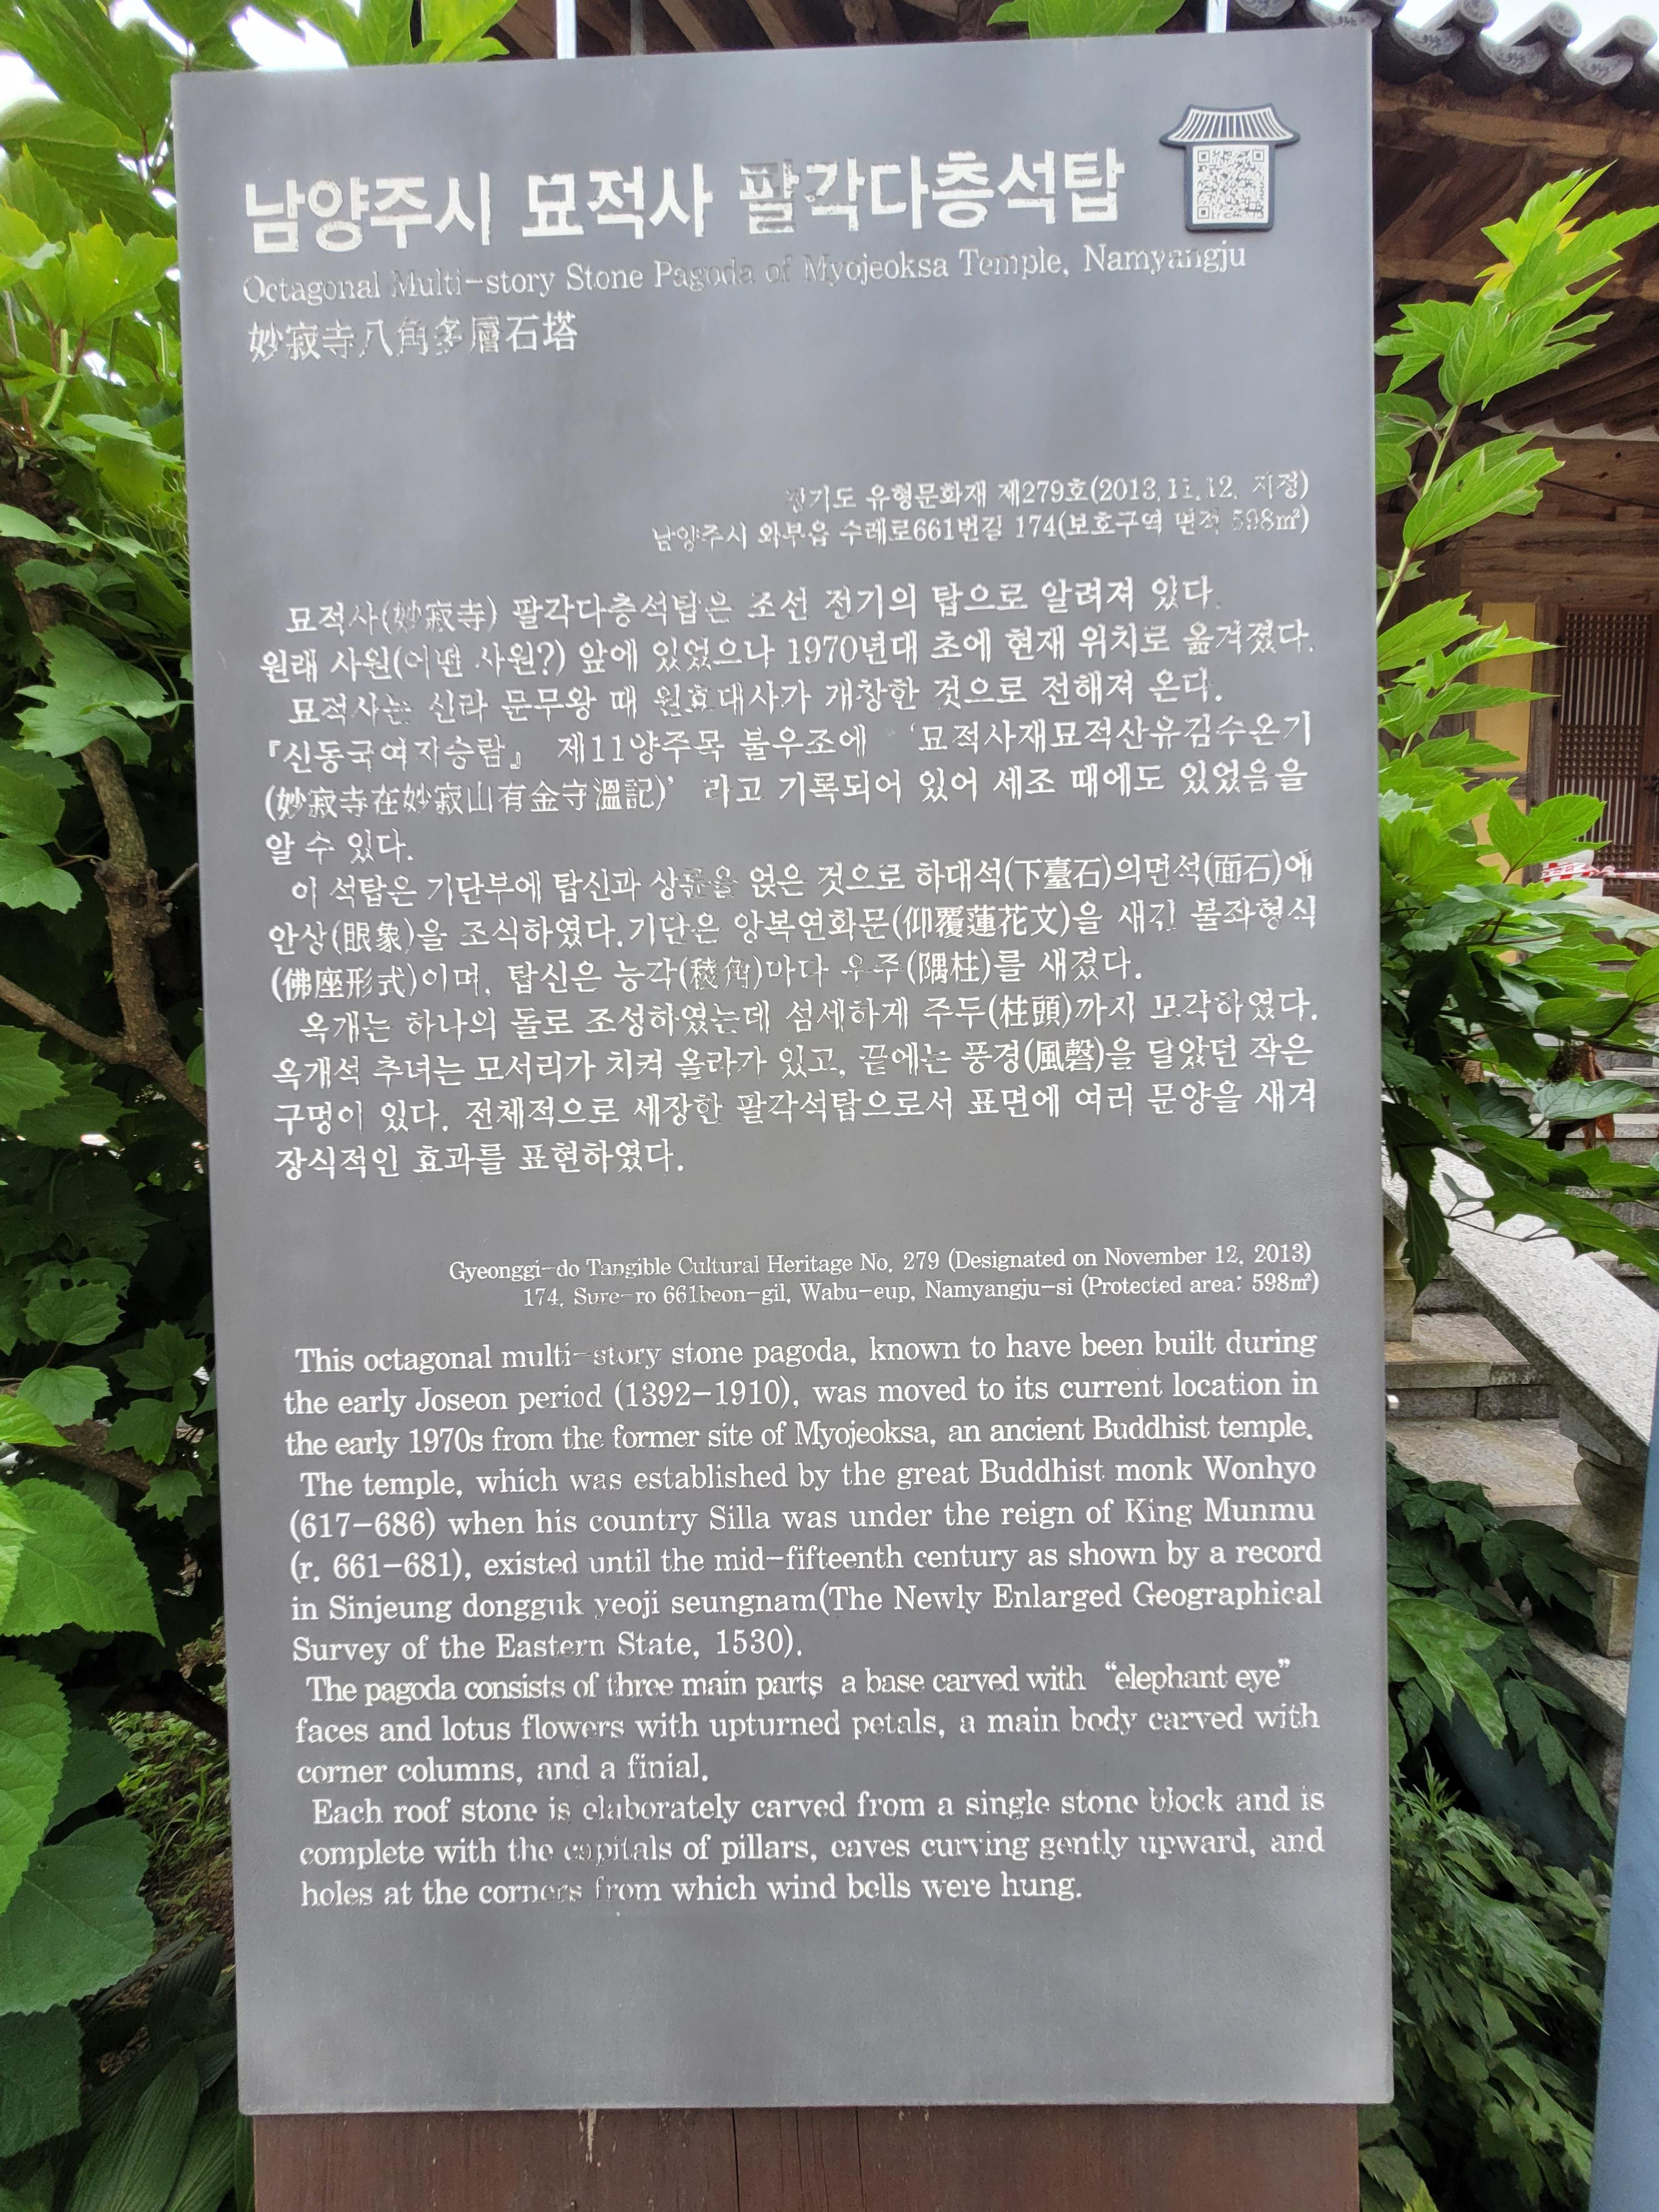 남양주시 묘적사 팔각다층석탑
Octagonal Multi-story Stone Pagoda of Myojeoksa Temple, Namyangju
妙寂寺八角多層石塔
경기도 유형문화재 제279호(2013.11.12. 지정)
남양주시 와부읍 수레로661번길 174(보호구역 면적 598㎡)
묘적사(妙寂寺) 팔각다층석탑은 조선 전기의 탑으로 알려져 있다.
원래 사원(어떤 사원?) 앞에 있었으나 1970년대 초에 현재 위치로 옮겨졌다.
묘적사는 신라 문무왕 때 원효대사가 개창한 것으로 전해져 온다.
『신동국여지승람』 제11양주목 불우조에 ‘묘적사재묘적산유김수온기
(妙寂寺在妙寂山有金守溫記)’ 라고 기록되어 있어 세조 때에도 있었음을
알 수 있다.
이 석탑은 기단부에 탑신과 상륜을 얹은 것으로 하대석(下臺石)의면석(面石)에
안상(眼象)을 조식하였다.기단은 앙복연화문(仰覆蓮花文)을 새긴 불좌형식
(佛座形式)이며, 탑신은 능각(稜角)마다 우주(隅柱)를 새겼다.
옥개는 하나의 돌로 조성하였는데 섬세하게 주두(柱頭)까지 모각하였다.
옥개석 추녀는 모서리가 치켜 올라가 있고, 끝에는 풍경(風磬)을 달았던 작은
구멍이 있다. 전체적으로 세장한 팔각석탑으로서 표면에 여러 문양을 새겨
장식적인 효과를 표현하였다.
Gyeonggi-do Tangible Cultural Heritage No. 279 (Designated on November 12, 2013)
174, Sure-ro 661beon-gil, Wabu-eup, Namyangju-si (Protected area: 598㎡)
This octagonal multi-story stone pagoda, known to have been built during
the early Joseon period (1392-1910), was moved to its current location in
the early 1970s from the former site of Myojeoksa, an ancient Buddhist temple.
The temple, which was established by the great Buddhist monk Wonhyo
(617-686) when his country Silla was under the reign of King Munmu
(r. 661-681), existed until the mid-fifteenth century as shown by a record
in Sinjeung dongguk yeoji seungnam(The Newly Enlarged Geographical
Survey of the Eastern State, 1530).
The pagoda consists of three main parts; a base carved with “elephant eye”
faces and lotus flowers with upturned petals, a main body carved with
corner columns, and a finial.
Each roof stone is elaborately carved from a single stone block and is
complete with the capitals of pillars, eaves curving gently upward, and
holes at the corners from which wind bells were hung.